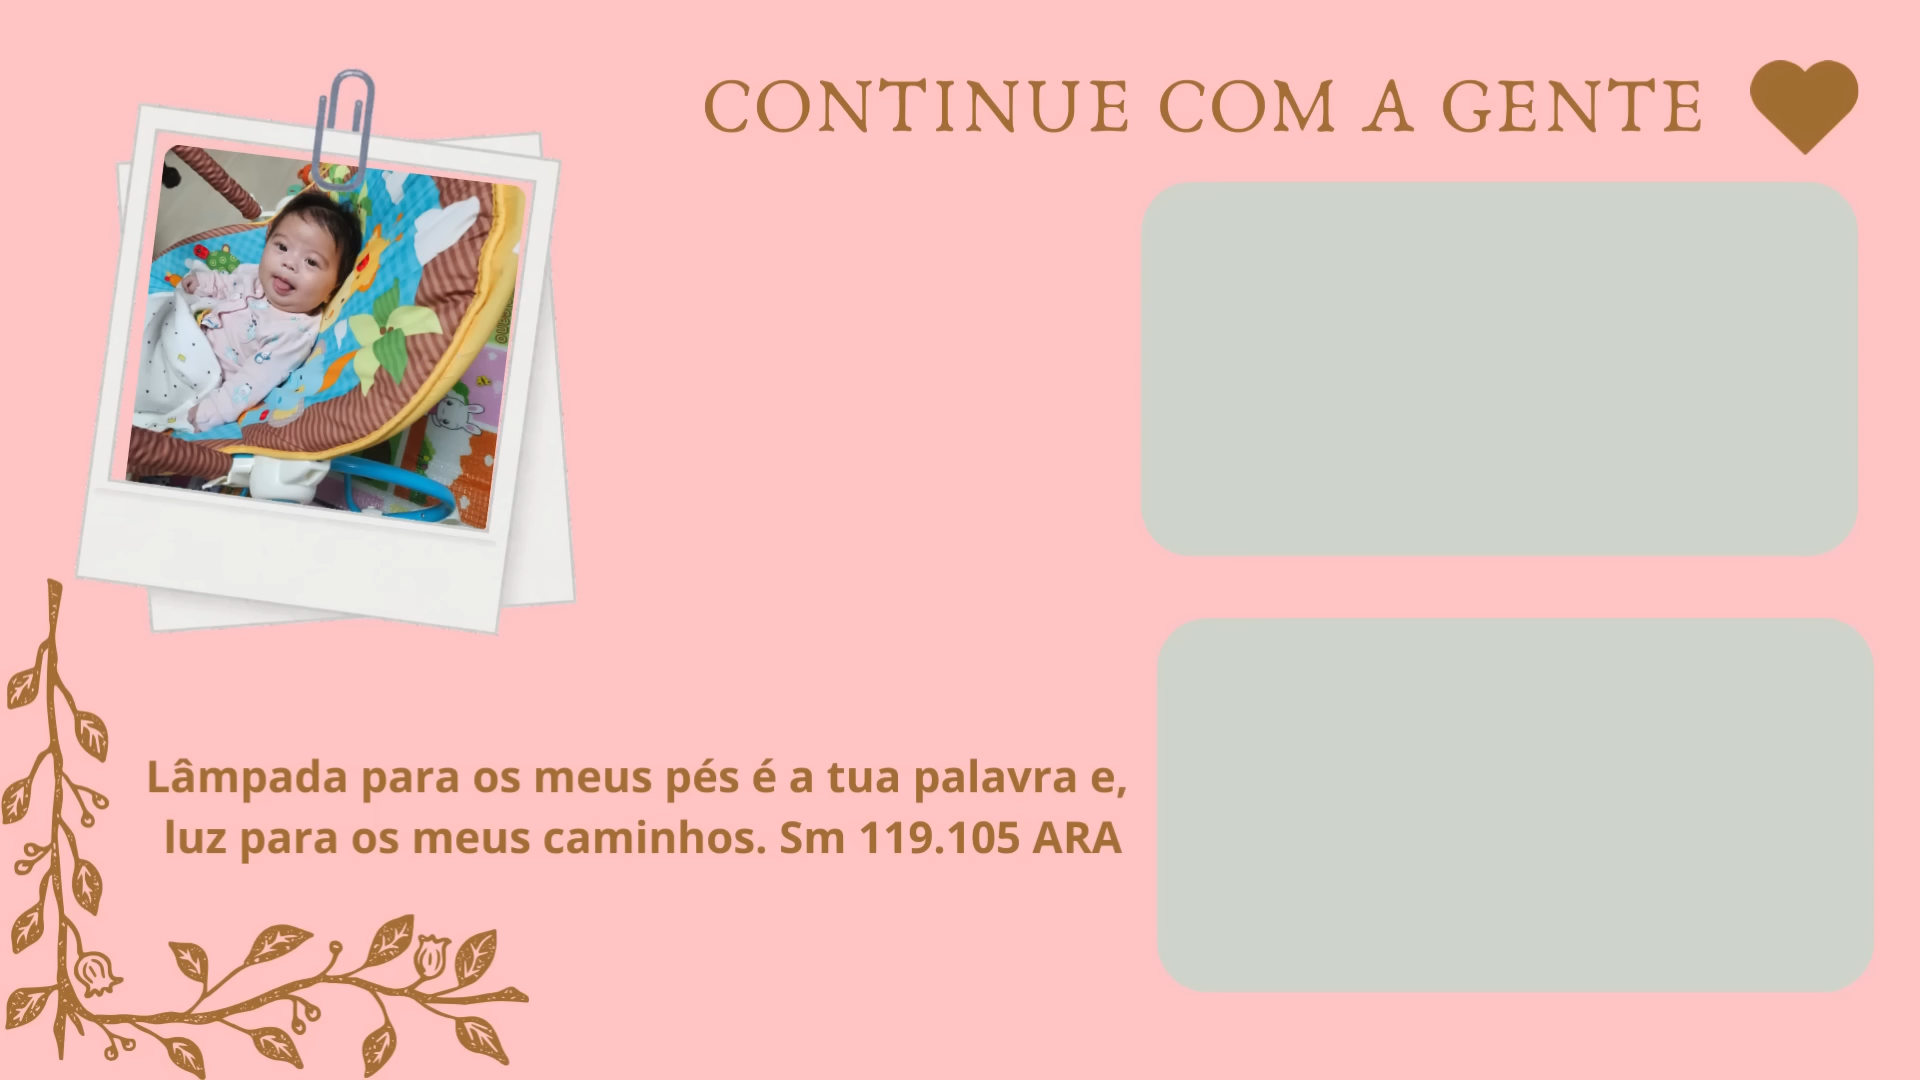 CONTINUE COM A GENTE
Lâmpada para os meus pés é a tua palavra e,
luz para os meus caminhos. Sm 119.105 ARA